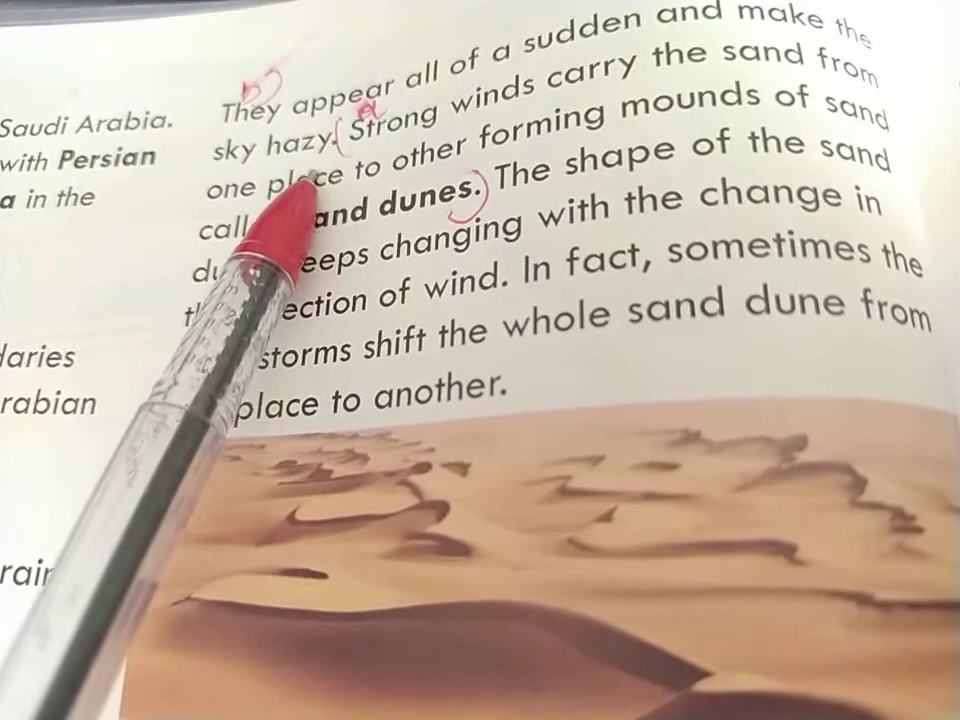 Saudi Arabia.
with Persian
a in the
laries
rabian
They appear all of a sudden and make the
sky hazy. Strong winds carry the sand from
one place to other forming mounds of sand
call and dunes. The shape of the sand
du eeps changing with the change in
ection of wind. In fact, sometimes the
storms shift the whole sand dune from
place to another.